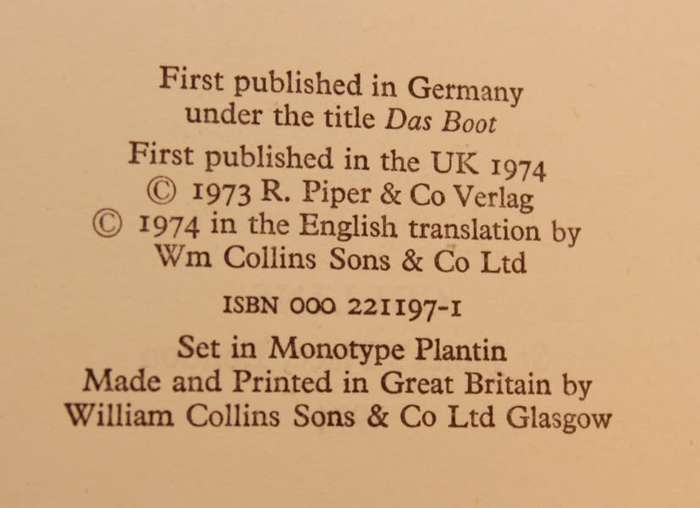 First published in Germany
under the title Das Boot
First published in the UK 1974
© 1973 R. Piper & Co Verlag
© 1974 in the English translation by
Wm Collins Sons & Co Ltd
ISBN 000 221197-1
Set in Monotype Plantin
Made and Printed in Great Britain by
William Collins Sons & Co Ltd Glasgow